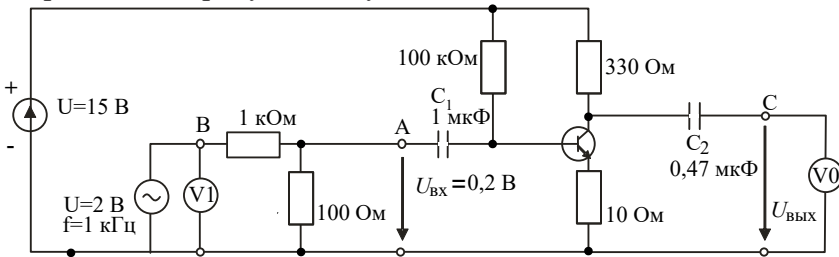 100 кОм
330 Ом
+
U=15 В
-
1 кОм
C1
1 мкФ
В
А
С
C2
0,47 мкФ
V1
V0
U=2 В
f=1 кГц
100 Ом
Uвх=0,2 В
10 Ом
Uвых